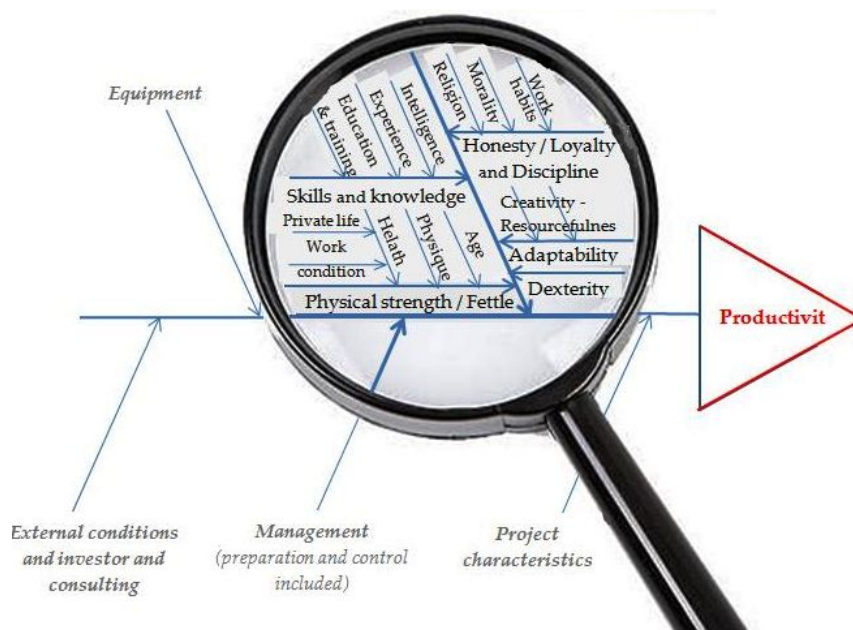 Equipment
& training
Education
Experience
Intelligence
Religion
Morality
Work
habits
Honesty / Loyalty
and Discipline
Skills and knowledge
Creativity -
Resourcefulnes
Private life
Work
condition
Helath
Physique
Age
Adaptability
Dexterity
Physical strength / Fettle
Productivit
External conditions
and investor and
consulting
Management
(preparation and control
included)
Project
characteristics